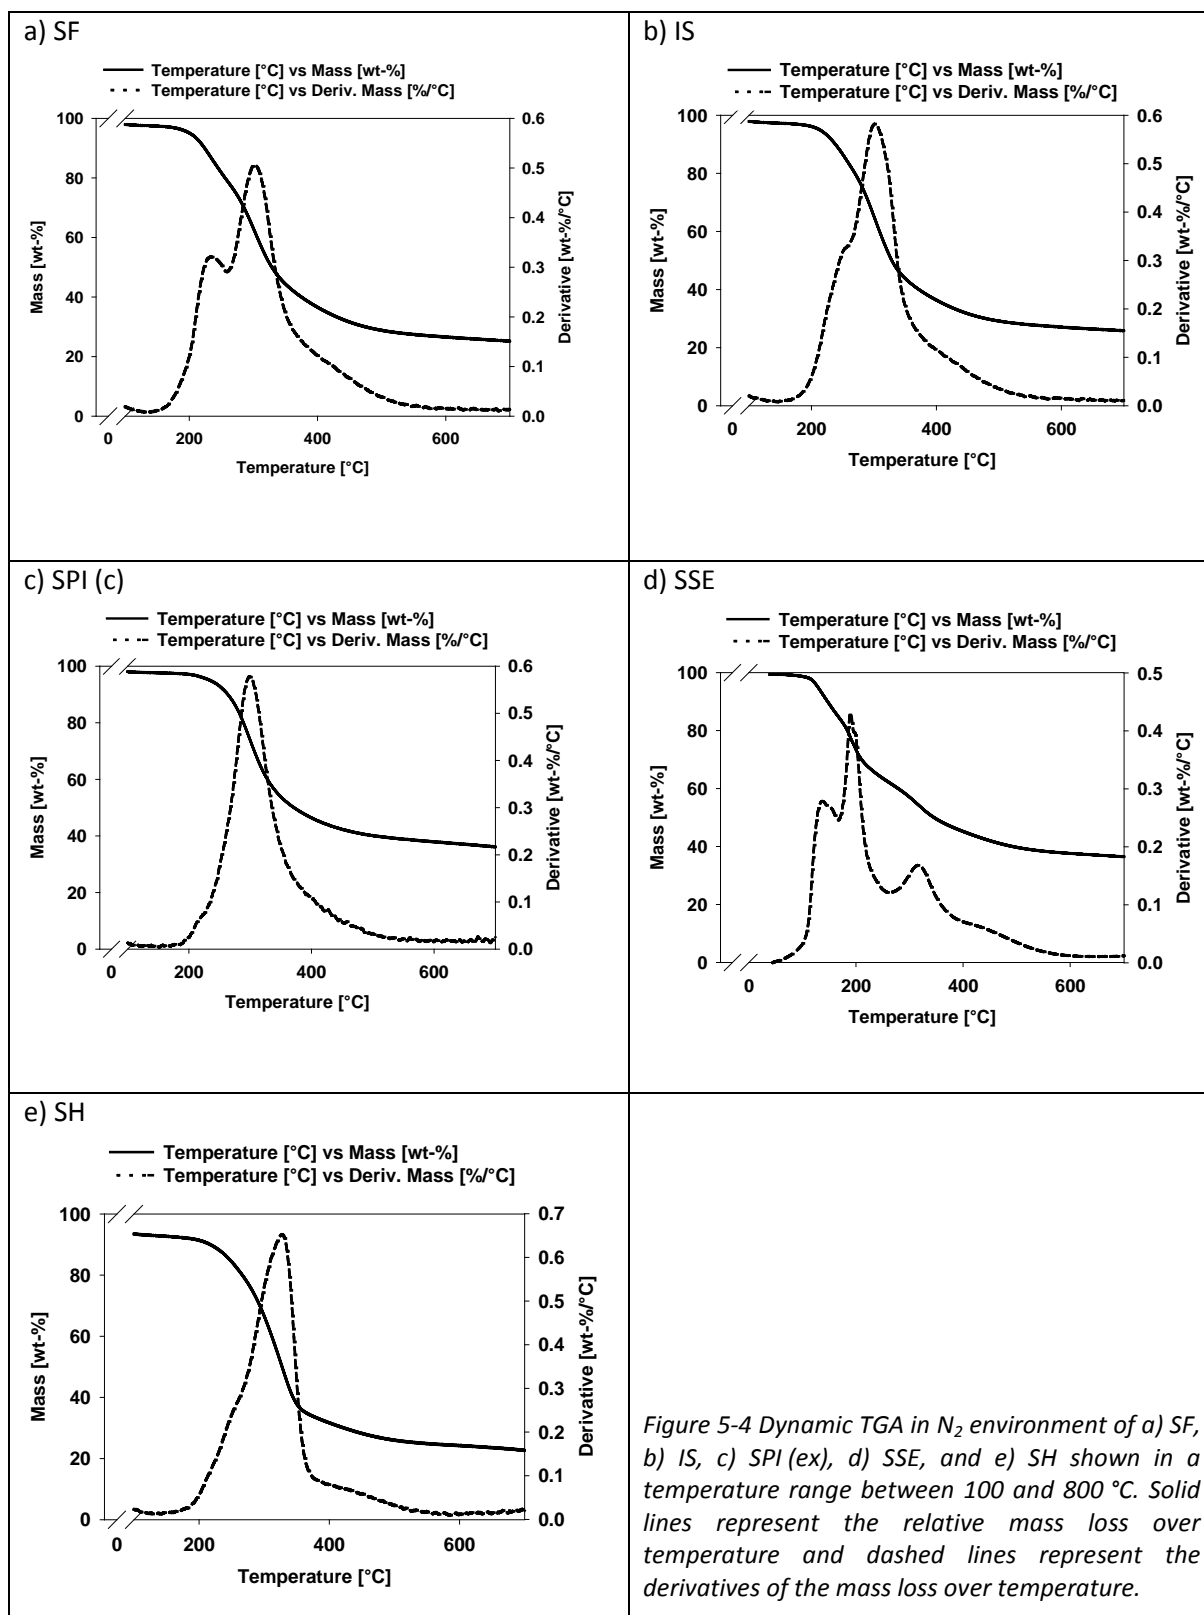 a) SF
Temperature [°C] vs Mass [wt-%]
Temperature [°C] vs Deriv. Mass [%/°C]
100
80
60
40
20
0
Mass [wt-%]
0.6
0.5
0.4
0.3
0.2
0.1
0.0
Derivative [wt-%/°C]
0
200
400
600
Temperature [°C]
b) IS
Temperature [°C] vs Mass [wt-%]
Temperature [°C] vs Deriv. Mass [%/°C]
100
80
60
40
20
0
Mass [wt-%]
0.6
0.5
0.4
0.3
0.2
0.1
0.0
Derivative [wt-%/°C]
0
200
400
600
Temperature [°C]
c) SPI (c)
Temperature [°C] vs Mass [wt-%]
Temperature [°C] vs Deriv. Mass [%/°C]
100
80
60
40
20
0
Mass [wt-%]
0.6
0.5
0.4
0.3
0.2
0.1
0.0
Derivative [wt-%/°C]
0
200
400
600
Temperature [°C]
d) SSE
Temperature [°C] vs Mass [wt-%]
Temperature [°C] vs Deriv. Mass [%/°C]
100
80
60
40
20
0
Mass [wt-%]
0.5
0.4
0.3
0.2
0.1
0.0
Derivative [wt-%/°C]
0
200
400
600
Temperature [°C]
e) SH
Temperature [°C] vs Mass [wt-%]
Temperature [°C] vs Deriv. Mass [%/°C]
100
80
60
40
20
0
Mass [wt-%]
0.7
0.6
0.5
0.4
0.3
0.2
0.1
0.0
Derivative [wt-%/°C]
0
200
400
600
Temperature [°C]
Figure 5-4 Dynamic TGA in N₂ environment of a) SF,
b) IS, c) SPI (ex), d) SSE, and e) SH shown in a
temperature range between 100 and 800 °C. Solid
lines represent the relative mass loss over
temperature and dashed lines represent the
derivatives of the mass loss over temperature.